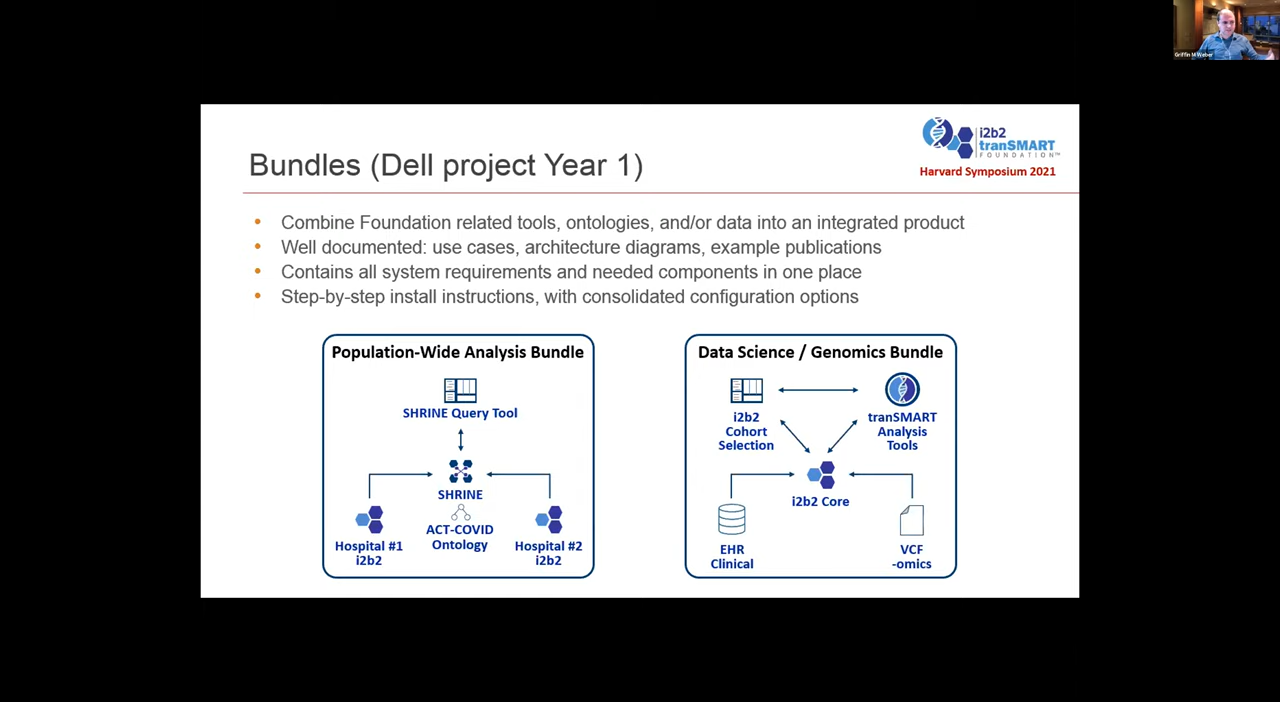 Griffin M Weber
i2b2
tranSMART
FOUNDATION™
Harvard Symposium 2021
Bundles (Dell project Year 1)
• Combine Foundation related tools, ontologies, and/or data into an integrated product
• Well documented: use cases, architecture diagrams, example publications
• Contains all system requirements and needed components in one place
• Step-by-step install instructions, with consolidated configuration options
Population-Wide Analysis Bundle
SHRINE Query Tool
SHRINE
ACT-COVID
Ontology
Hospital #1
i2b2
Hospital #2
i2b2
Data Science / Genomics Bundle
i2b2
Cohort
Selection
tranSMART
Analysis
Tools
i2b2 Core
EHR
Clinical
VCF
-omics